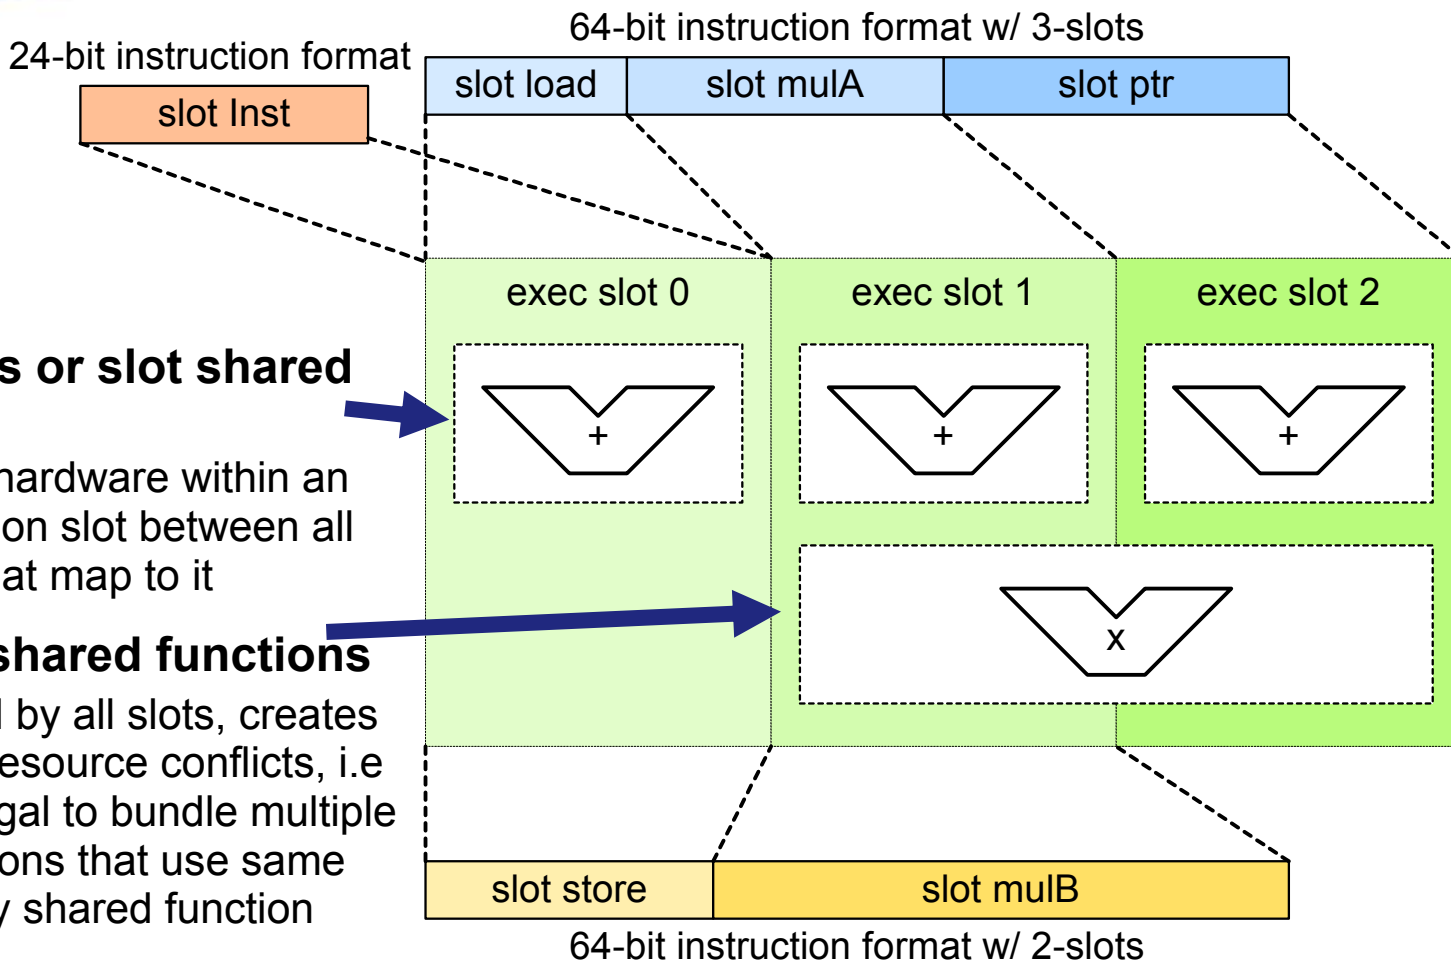 64-bit instruction format w/ 3-slots
24-bit instruction format
slot load
slot mulA
slot ptr
slot Inst
exec slot 0
exec slot 1
exec slot 2
s or slot shared
+
+
+
hardware within an
on slot between all
at map to it
x
shared functions
by all slots, creates
resource conflicts, i.e
gal to bundle multiple
ons that use same
y shared function
slot store
slot mulB
64-bit instruction format w/ 2-slots